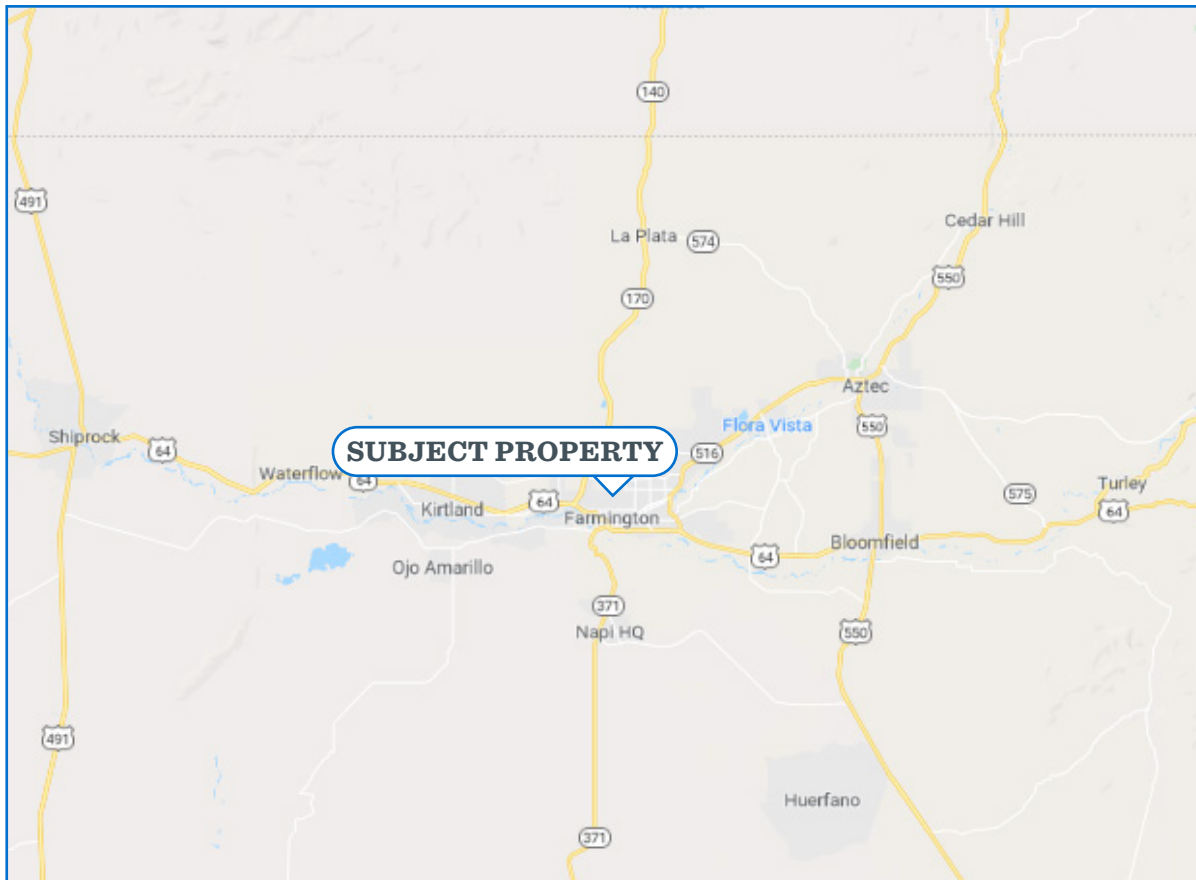 140
491
Cedar Hill
La Plata
574
550
170
Aztec
Flora Vista
550
Shiprock
SUBJECT PROPERTY
516
64
Waterflow
64
Turley
575
64
Kirtland
64
Farmington
Bloomfield
64
Ojo Amarillo
371
Napi HQ
550
491
Huerfano
371